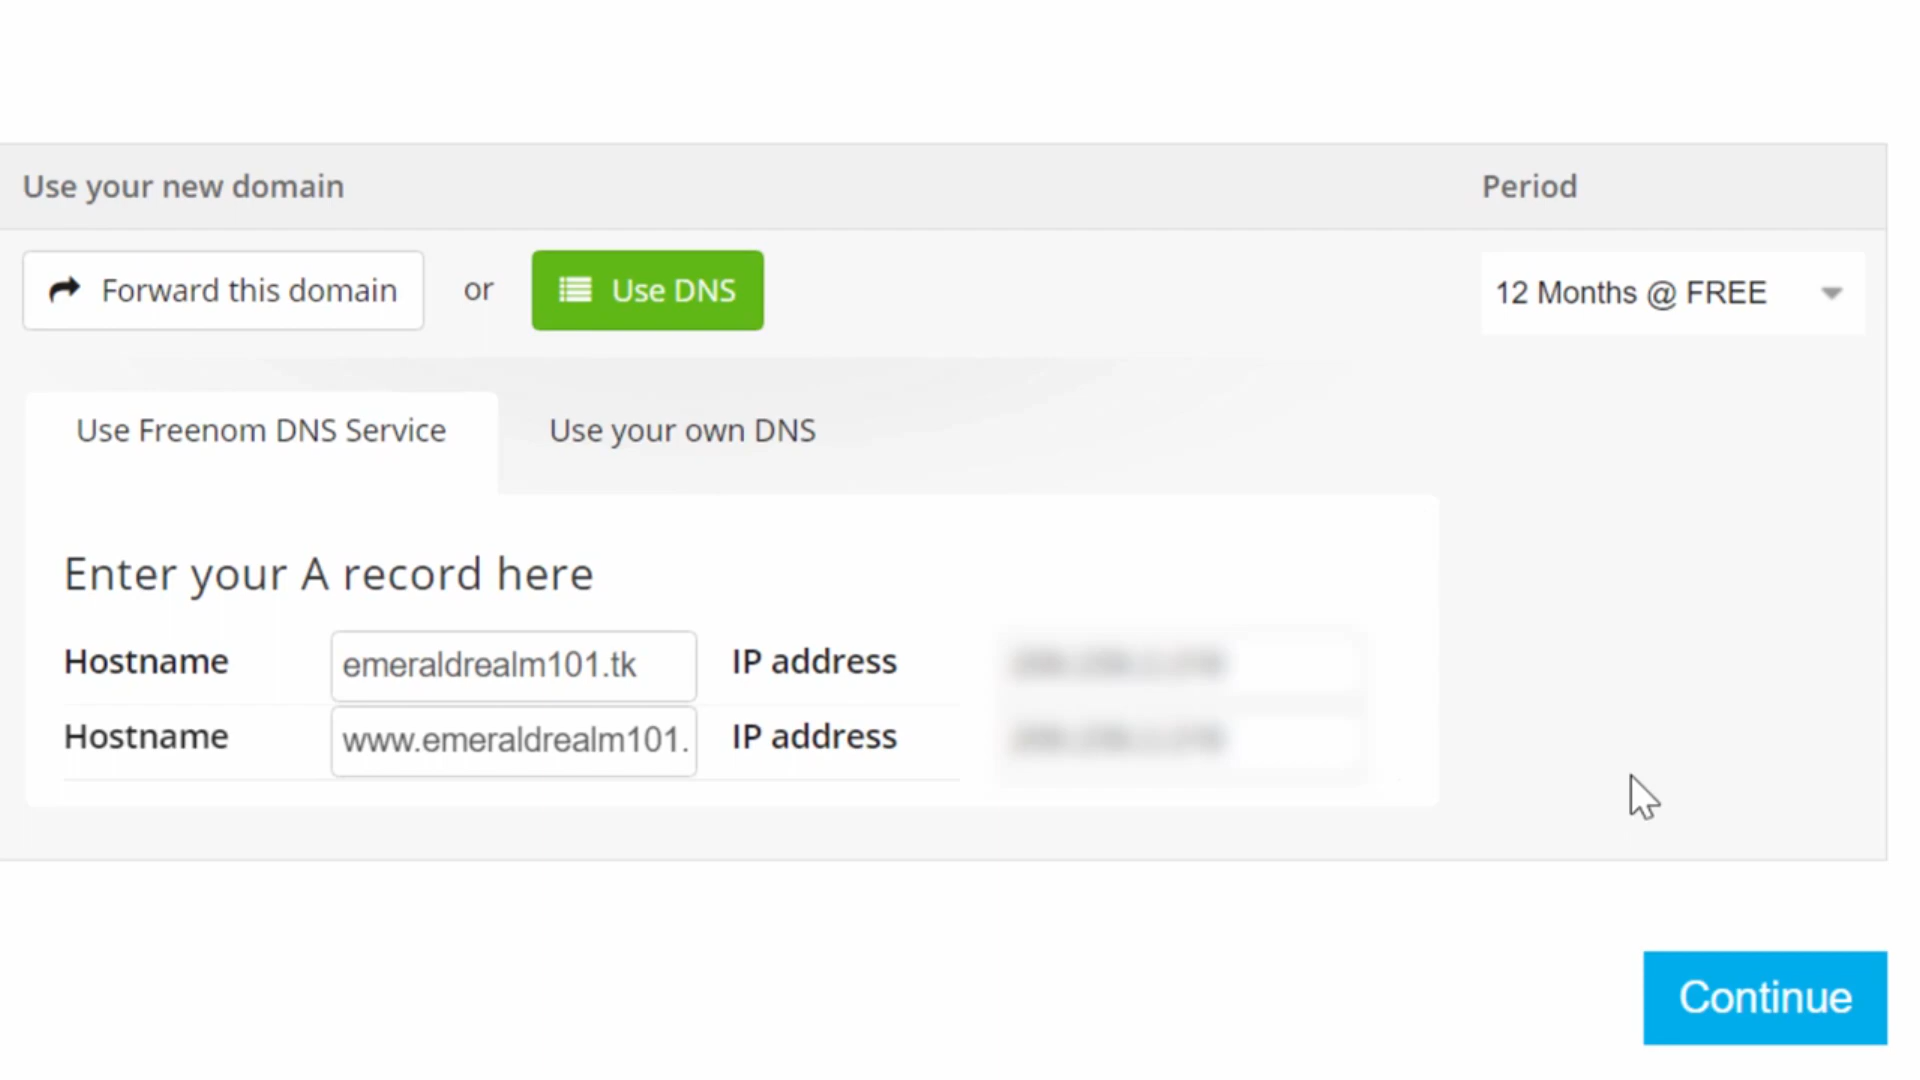 Use your new domain Period
Forward this domain or Use DNS 12 Months @ FREE
Use Freenom DNS Service Use your own DNS
Enter your A record here
Hostname emeraldrealm101.tk IP address
Hostname www.emeraldrealm101. IP address
Continue